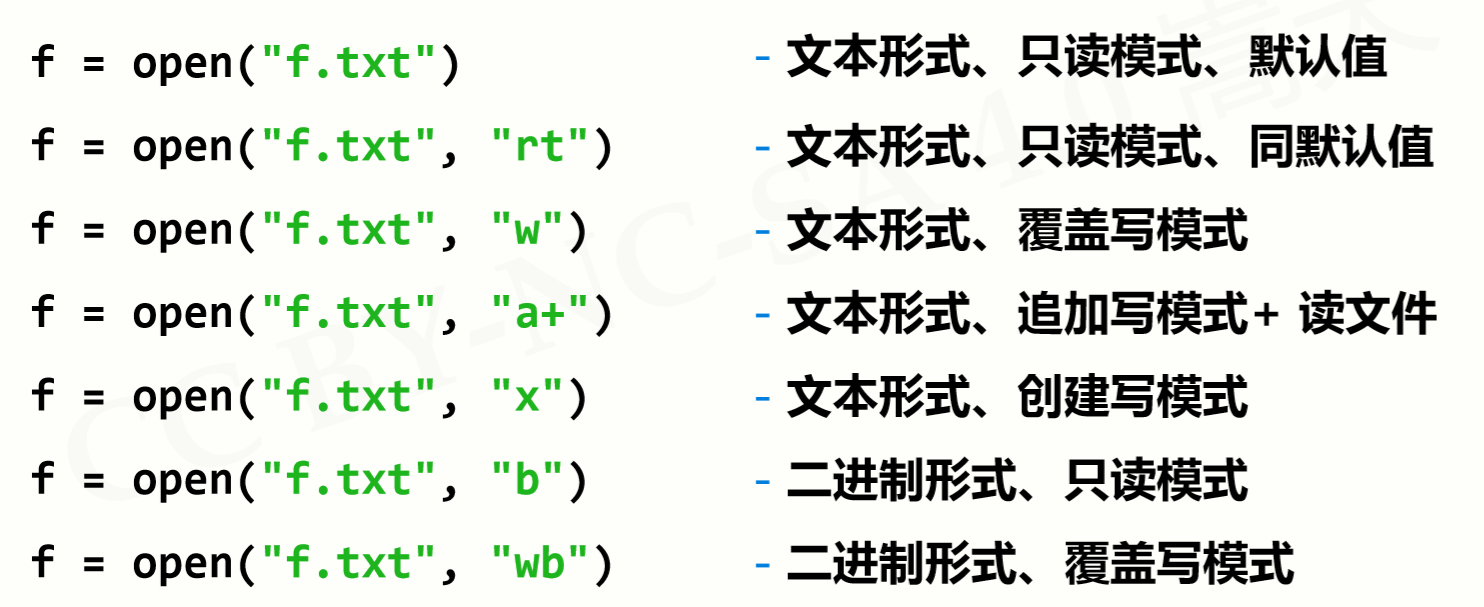 f = open("f.txt") - 文本形式、只读模式、默认值
f = open("f.txt", "rt") - 文本形式、只读模式、同默认值
f = open("f.txt", "w") - 文本形式、覆盖写模式
f = open("f.txt", "a+") - 文本形式、追加写模式+ 读文件
f = open("f.txt", "x") - 文本形式、创建写模式
f = open("f.txt", "b") - 二进制形式、只读模式
f = open("f.txt", "wb") - 二进制形式、覆盖写模式
CC BY-NC-SA 4.0 嵩天